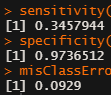 > sensitivity(
[1] 0.3457944
> specificity(
[1] 0.9736512
> misClassErro
[1] 0.0929